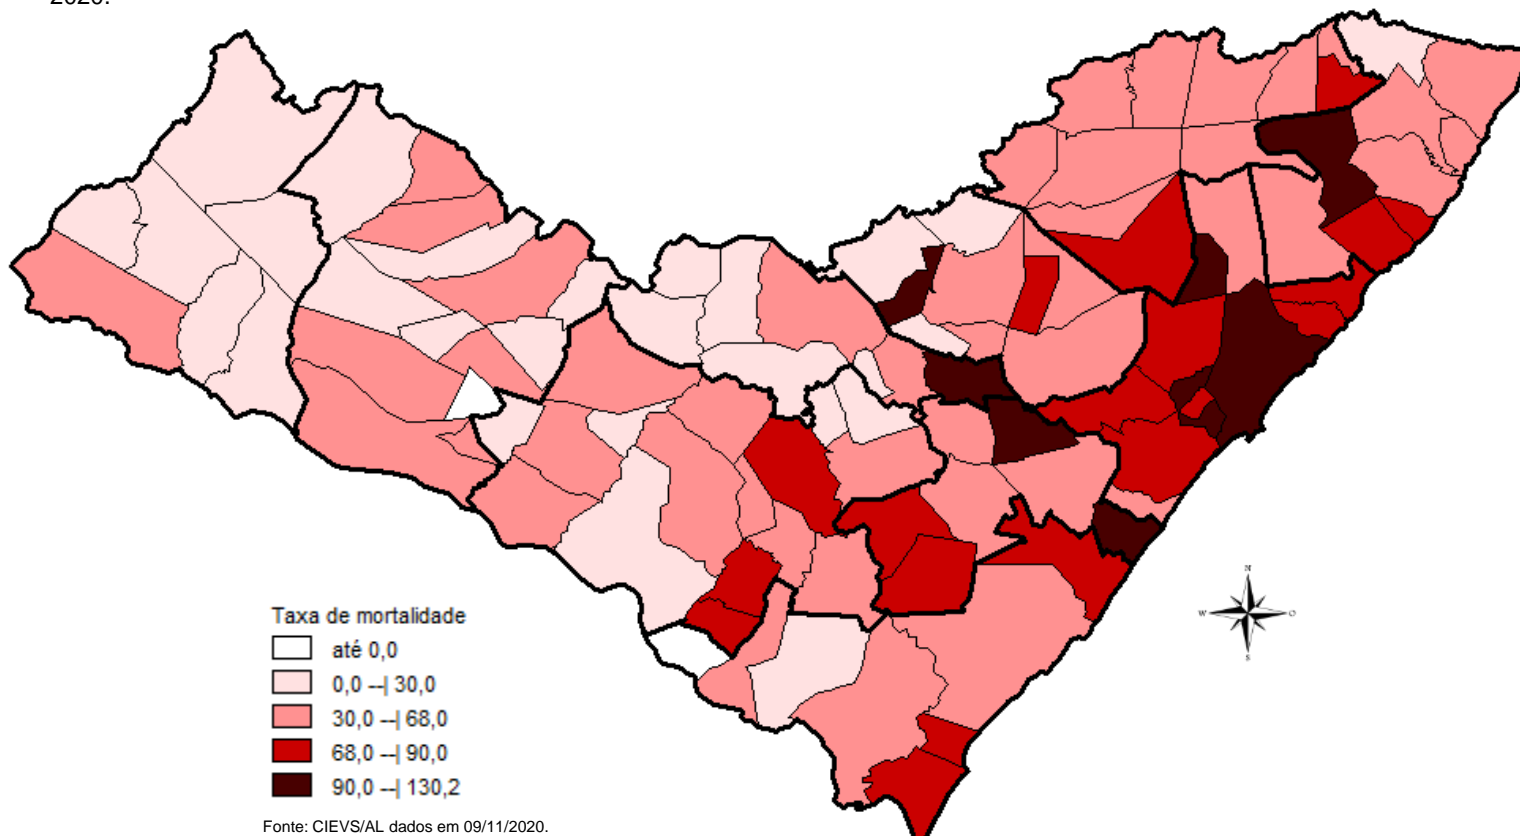 2020.
Taxa de mortalidade
até 0,0
0,0 --| 30,0
30,0 --| 68,0
68,0 --| 90,0
90,0 --| 130,2
Fonte: CIEVS/AL dados em 09/11/2020.
N
W
O
S